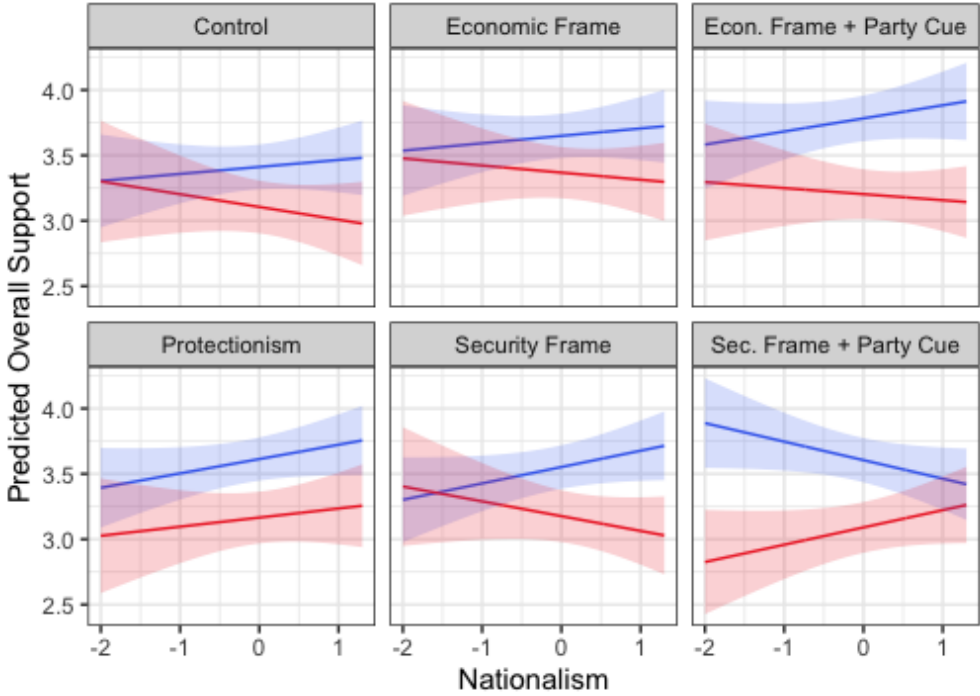 Control
Economic Frame
Econ. Frame + Party Cue
4.0
3.5
3.0
2.5
Protectionism
Security Frame
Sec. Frame + Party Cue
4.0
3.5
3.0
2.5
-2 -1 0 1
-2 -1 0 1
-2 -1 0 1
Nationalism
Predicted Overall Support